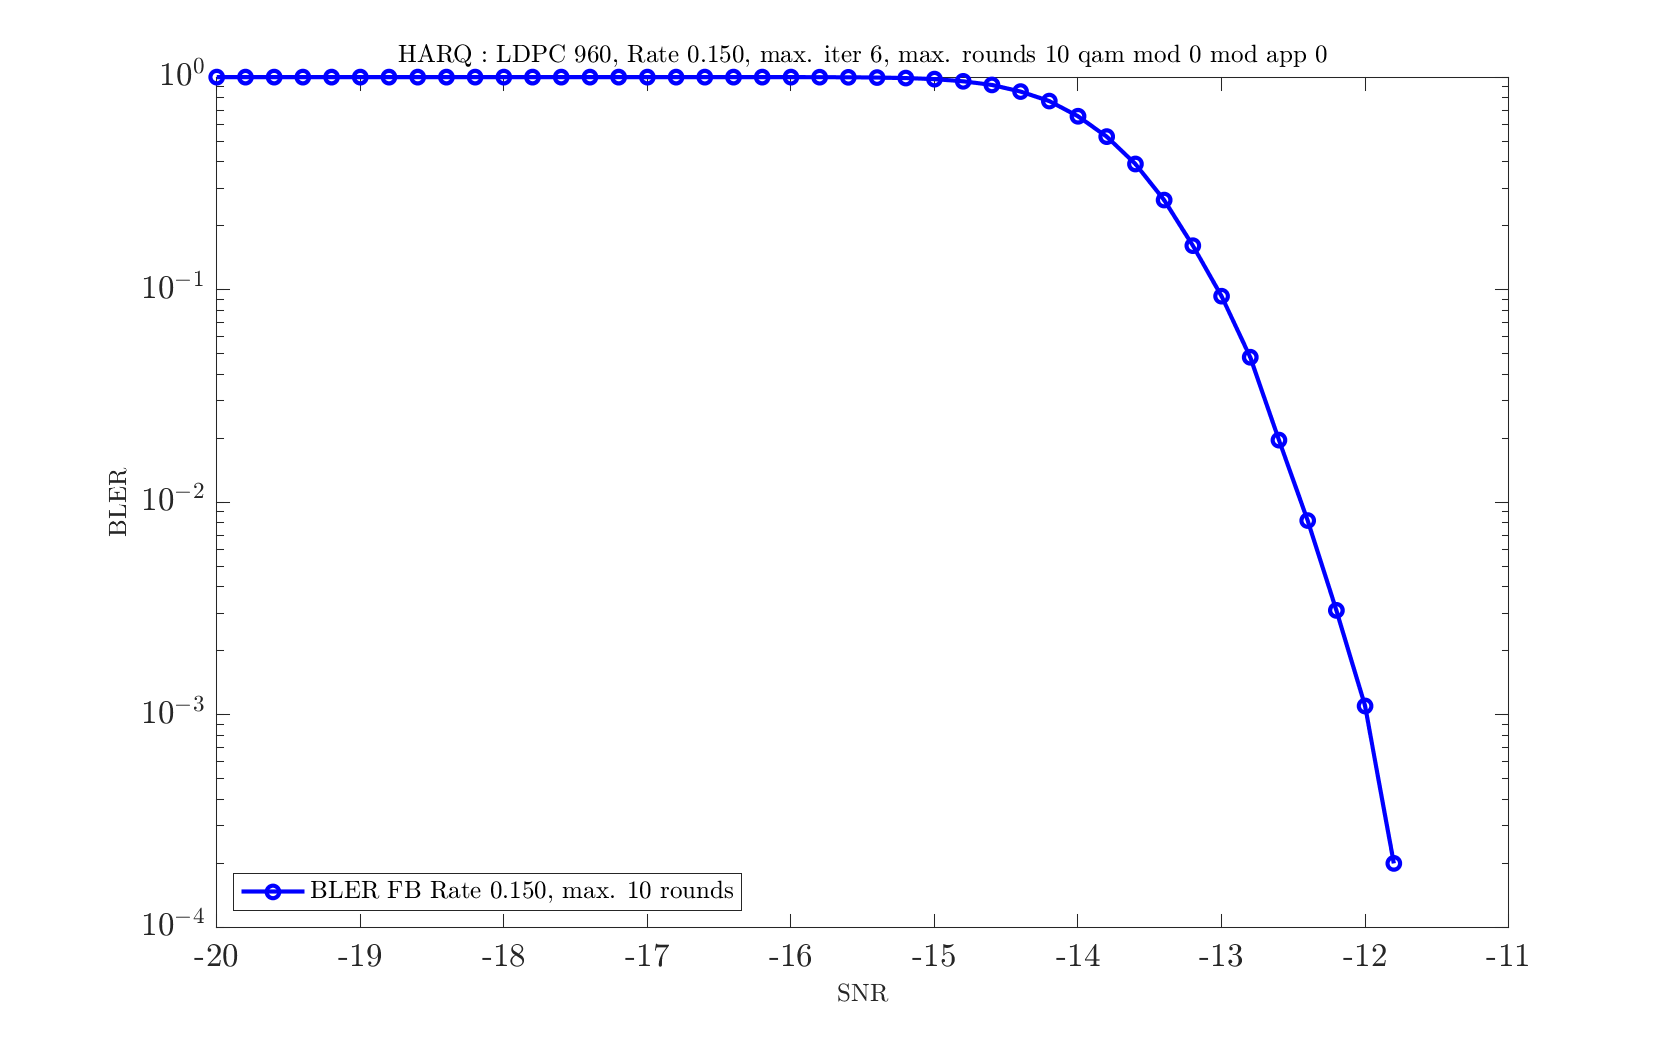 HARQ : LDPC 960, Rate 0.150, max. iter 6, max. rounds 10 qam mod 0 mod app 0
10^0
10^−1
10^−2
10^−3
10^−4
BLER
BLER FB Rate 0.150, max. 10 rounds
-20 -19 -18 -17 -16 -15 -14 -13 -12 -11
SNR